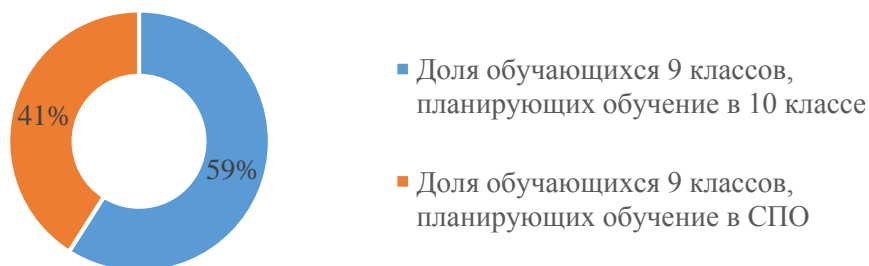 41%
59%
Доля обучающихся 9 классов,
планирующих обучение в 10 классе
Доля обучающихся 9 классов,
планирующих обучение в СПО